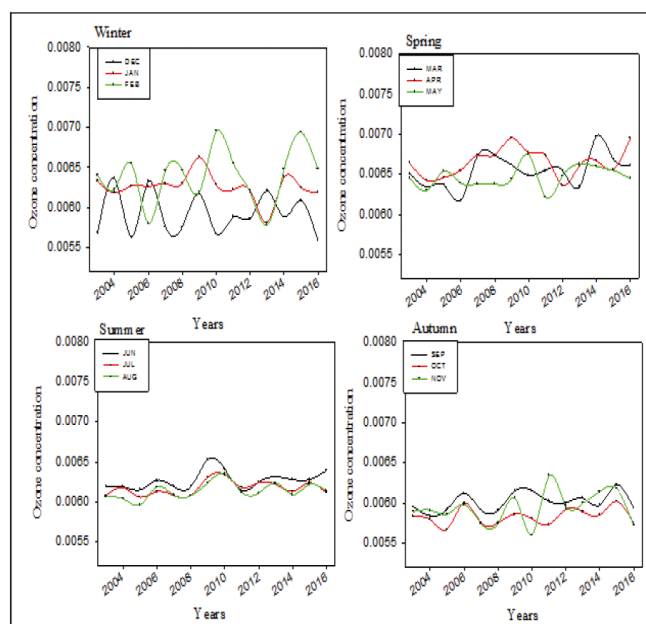 Winter
0.0080
0.0075
0.0070
0.0065
0.0060
0.0055
Ozone concentration
DEC
JAN
FEB
2004
2006
2008
2010
2012
2014
2016
Years
Spring
0.0080
0.0075
0.0070
0.0065
0.0060
0.0055
Ozone concentration
MAR
APR
MAY
2004
2006
2008
2010
2012
2014
2016
Years
Summer
0.0080
0.0075
0.0070
0.0065
0.0060
0.0055
Ozone concentration
JUN
JUL
AUG
2004
2006
2008
2010
2012
2014
2016
Years
Autumn
0.0080
0.0075
0.0070
0.0065
0.0060
0.0055
Ozone concentration
SEP
OCT
NOV
2004
2006
2008
2010
2012
2014
2016
Years